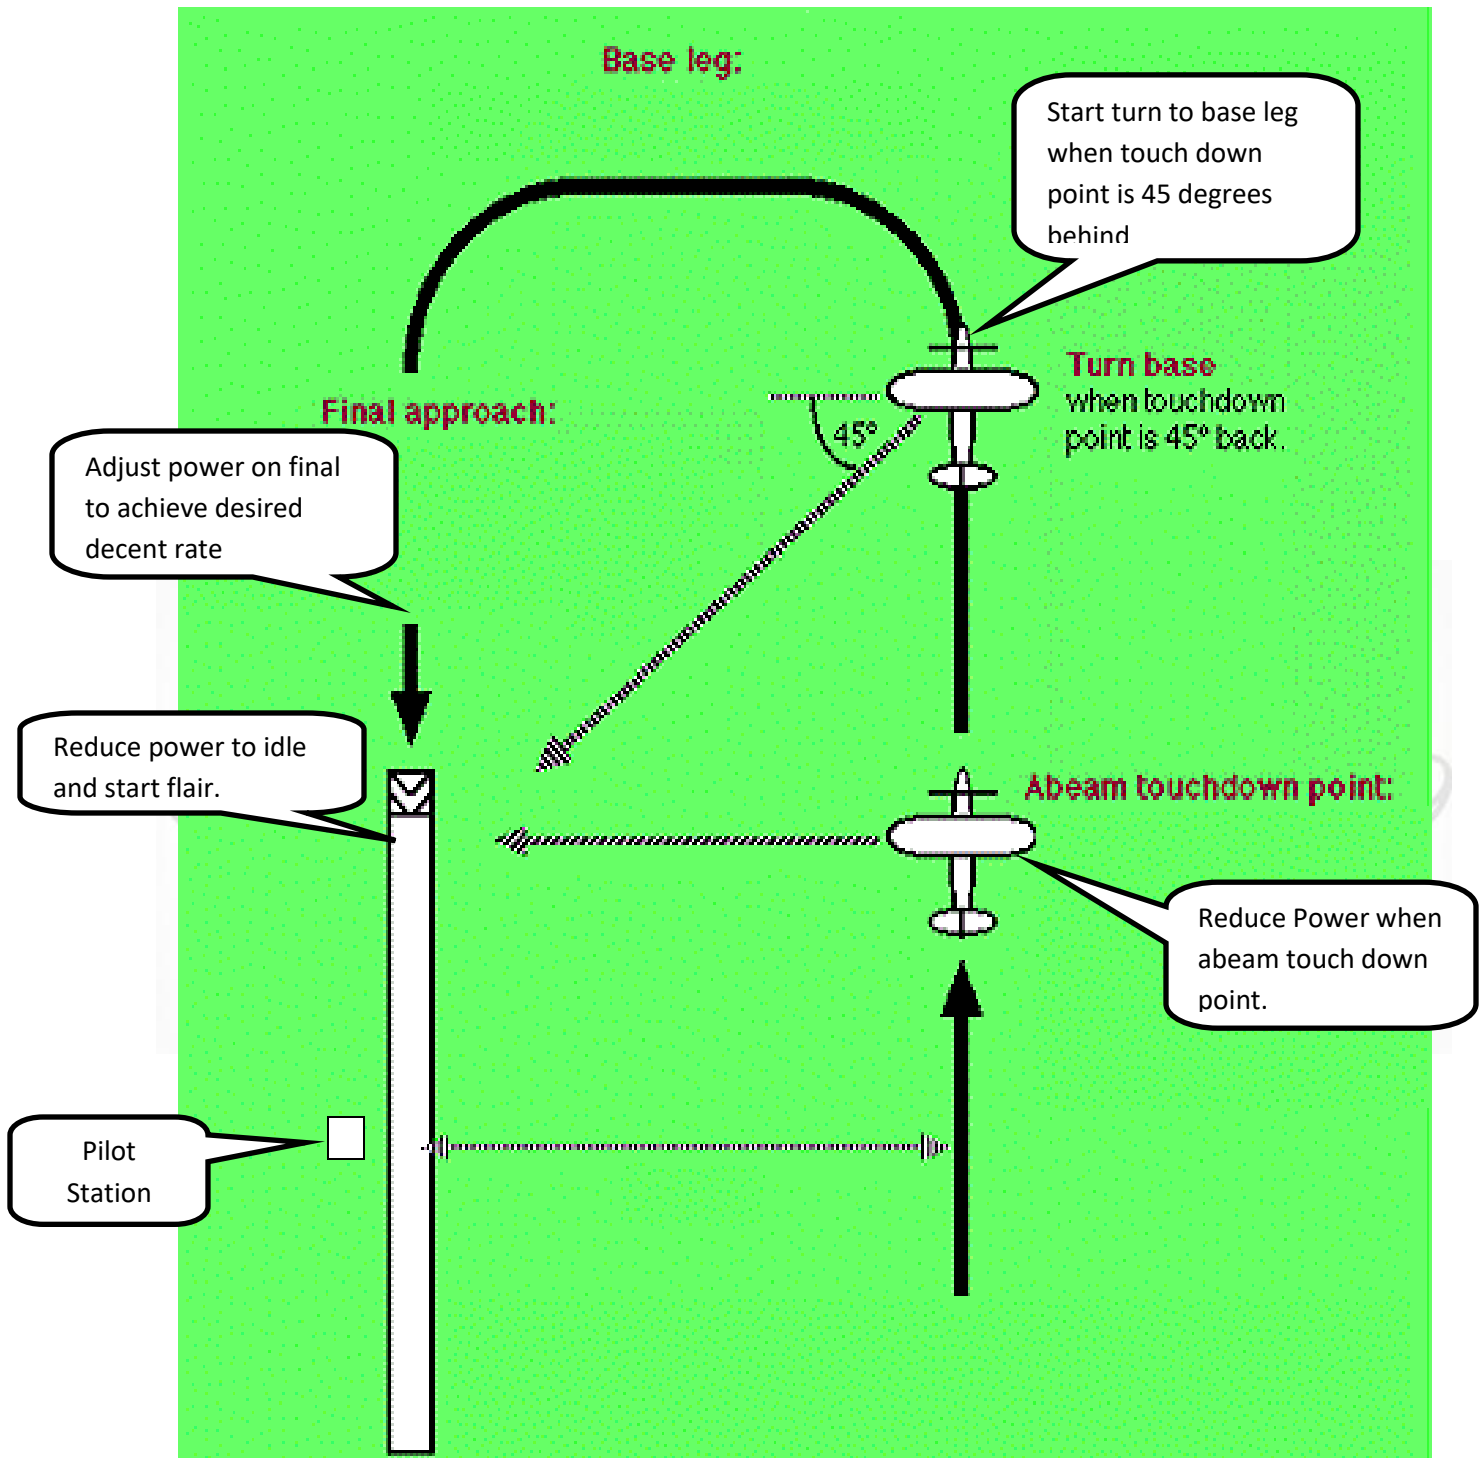 Base leg:
Start turn to base leg
when touch down
point is 45 degrees
behind
Turn base
when touchdown
point is 45º back.
Final approach:
45º
Adjust power on final
to achieve desired
decent rate
Reduce power to idle
and start flair.
Abeam touchdown point:
Reduce Power when
abeam touch down
point.
Pilot
Station